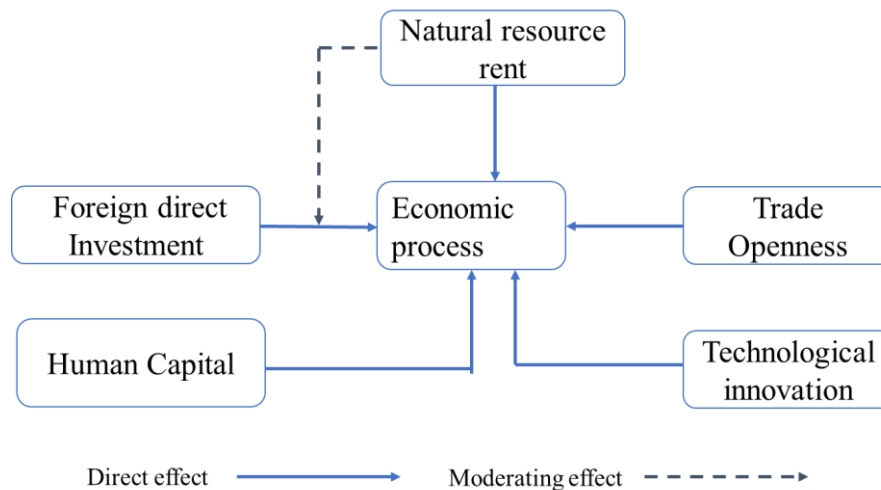 Natural resource
rent
Foreign direct
Investment
Economic
process
Trade
Openness
Human Capital
Technological
innovation
Direct effect
Moderating effect